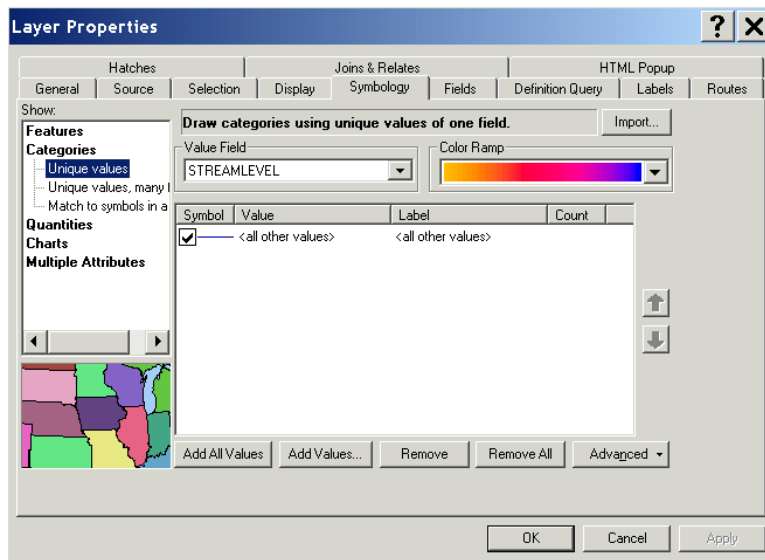 Layer Properties
Hatches Joins & Relates HTML Popup
General Source Selection Display Symbology Fields Definition Query Labels Routes
Show:
Features
Categories
Unique values
Unique values, many
Match to symbols in a
Quantities
Charts
Multiple Attributes
Draw categories using unique values of one field.
Import...
Value Field
STREAMLEVEL
Color Ramp
Symbol Value Label Count
<all other values> <all other values>
Add All Values Add Values... Remove Remove All Advanced
OK Cancel Apply